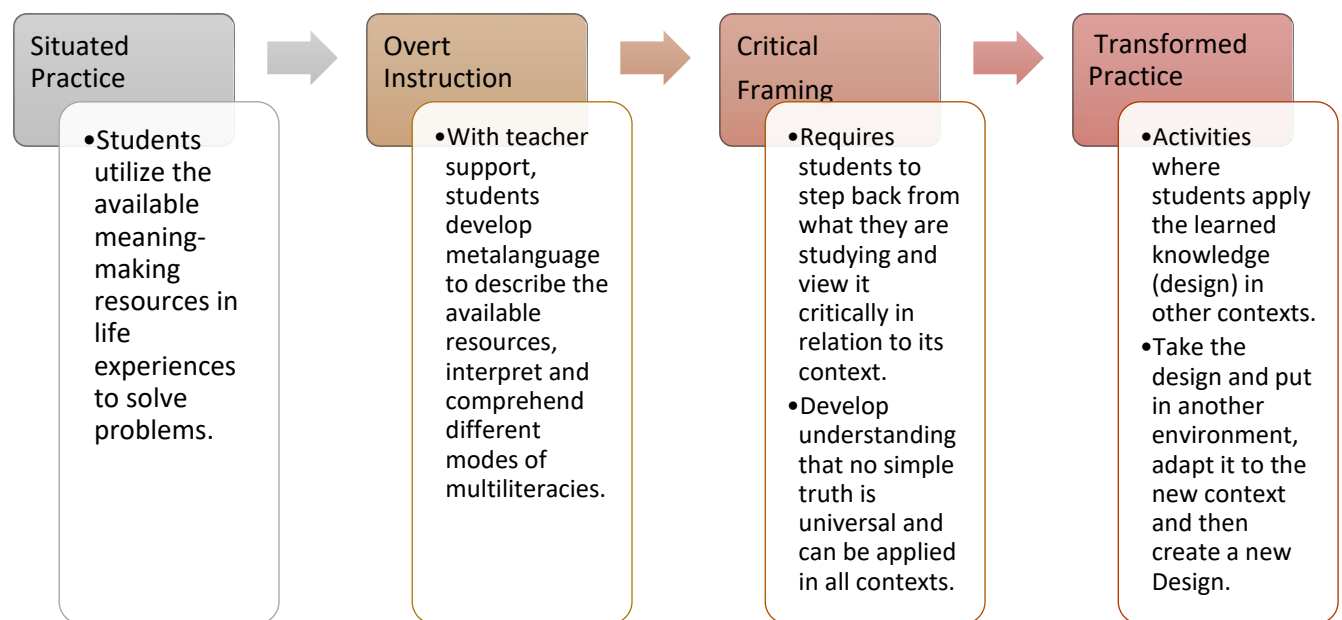 Situated
Practice
•Students
utilize the
available
meaning-
making
resources in
life
experiences
to solve
problems.
Overt
Instruction
•With teacher
support,
students
develop
metalanguage
to describe the
available
resources,
interpret and
comprehend
different
modes of
multiliteracies.
Critical
Framing
•Requires
students to
step back from
what they are
studying and
view it
critically in
relation to its
context.
•Develop
understanding
that no simple
truth is
universal and
can be applied
in all contexts.
Transformed
Practice
•Activities
where
students apply
the learned
knowledge
(design) in
other contexts.
•Take the
design and put
in another
environment,
adapt it to the
new context
and then
create a new
Design.